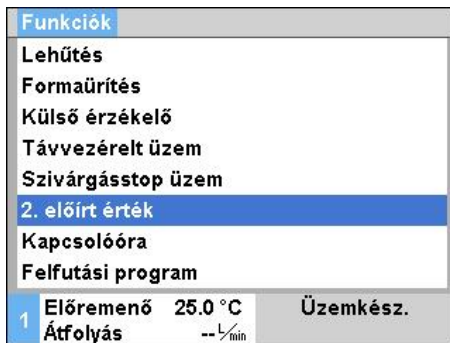 Funkciók
Lehűtés
Formaürítés
Külső érzékelő
Távvezérelt üzem
Szivárgásstop üzem
2. előírt érték
Kapcsolóóra
Felfutási program
1 Előremenő 25.0 °C Üzemkész.
Átfolyás -- L/min